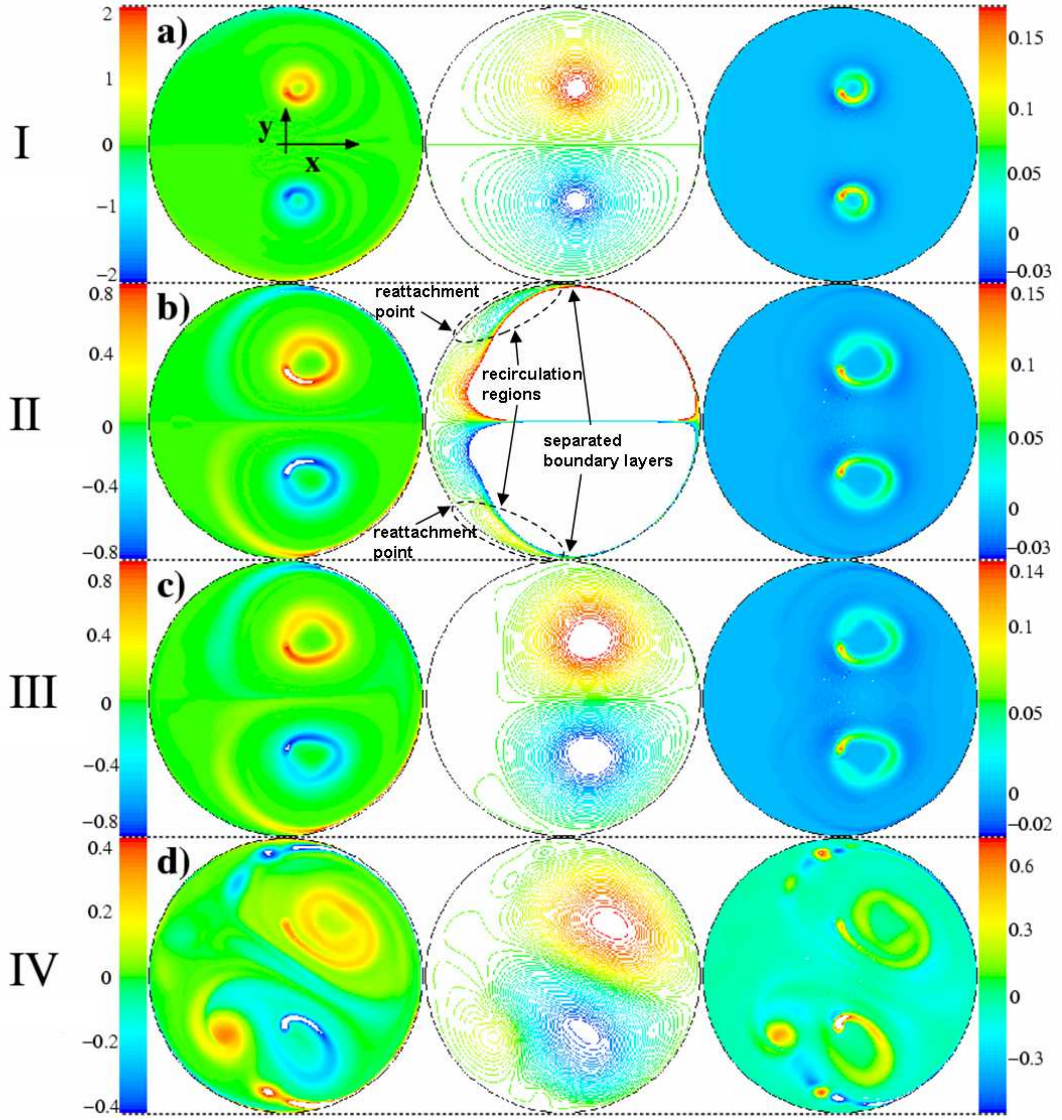 a)
2
1
0
−1
−2
y
x
0.15
0.1
0.05
0
−0.03
I
b)
0.8
0.4
0
−0.4
−0.8
reattachment
point
recirculation
regions
separated
boundary layers
reattachment
point
0.15
0.1
0.05
0
−0.03
II
c)
0.8
0.4
0
−0.4
−0.8
0.14
0.1
0.05
0
−0.02
III
d)
0.4
0.2
0
−0.2
−0.4
0.6
0.3
0
−0.3
IV